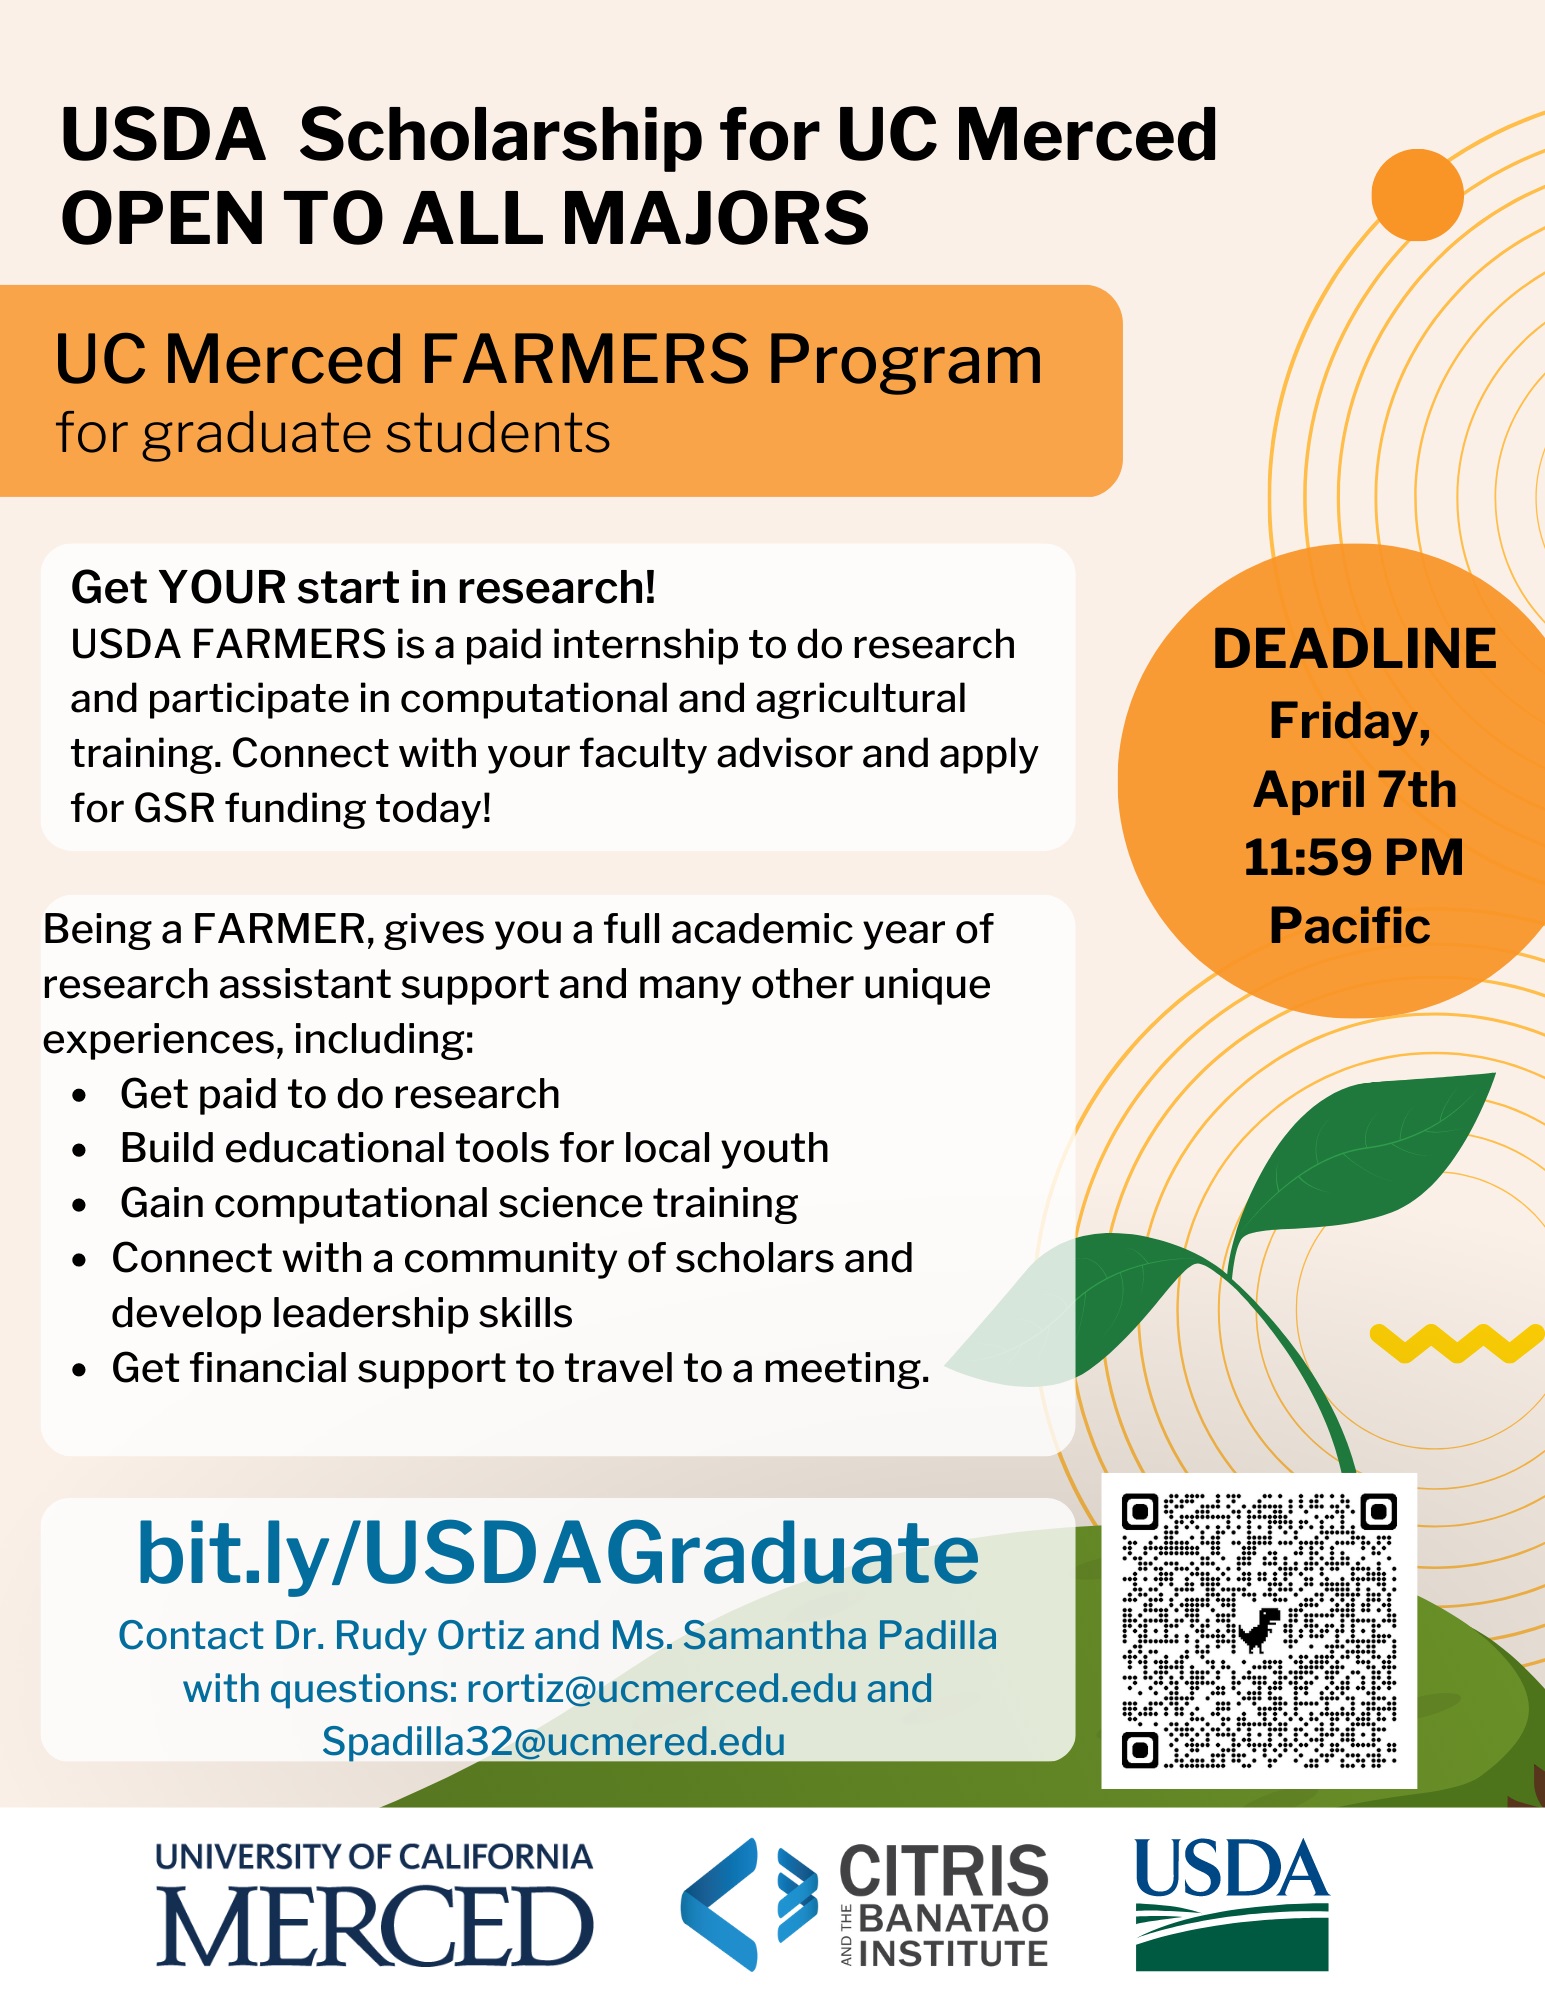 USDA Scholarship for UC Merced
OPEN TO ALL MAJORS
UC Merced FARMERS Program
for graduate students
Get YOUR start in research!
USDA FARMERS is a paid internship to do research
and participate in computational and agricultural
training. Connect with your faculty advisor and apply
for GSR funding today!
DEADLINE
Friday,
April 7th
11:59 PM
Pacific
Being a FARMER, gives you a full academic year of
research assistant support and many other unique
experiences, including:
• Get paid to do research
• Build educational tools for local youth
• Gain computational science training
• Connect with a community of scholars and
develop leadership skills
• Get financial support to travel to a meeting.
bit.ly/USDAGraduate
Contact Dr. Rudy Ortiz and Ms. Samantha Padilla
with questions: rortiz@ucmerced.edu and
Spadilla32@ucmered.edu
UNIVERSITY OF CALIFORNIA
MERCED
CITRIS
AND THE
BANATAO
INSTITUTE
USDA